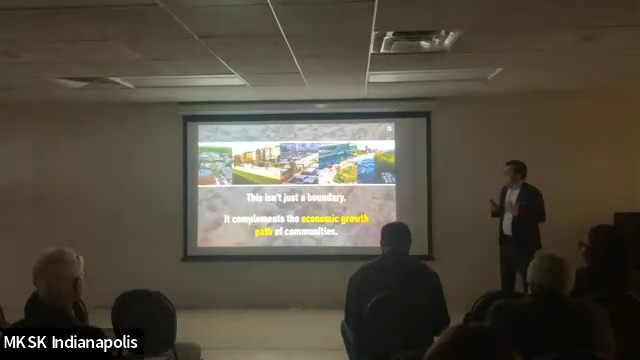 This isn't just a boundary.
It complements the economic growth
path of communities.
MKSK Indianapolis